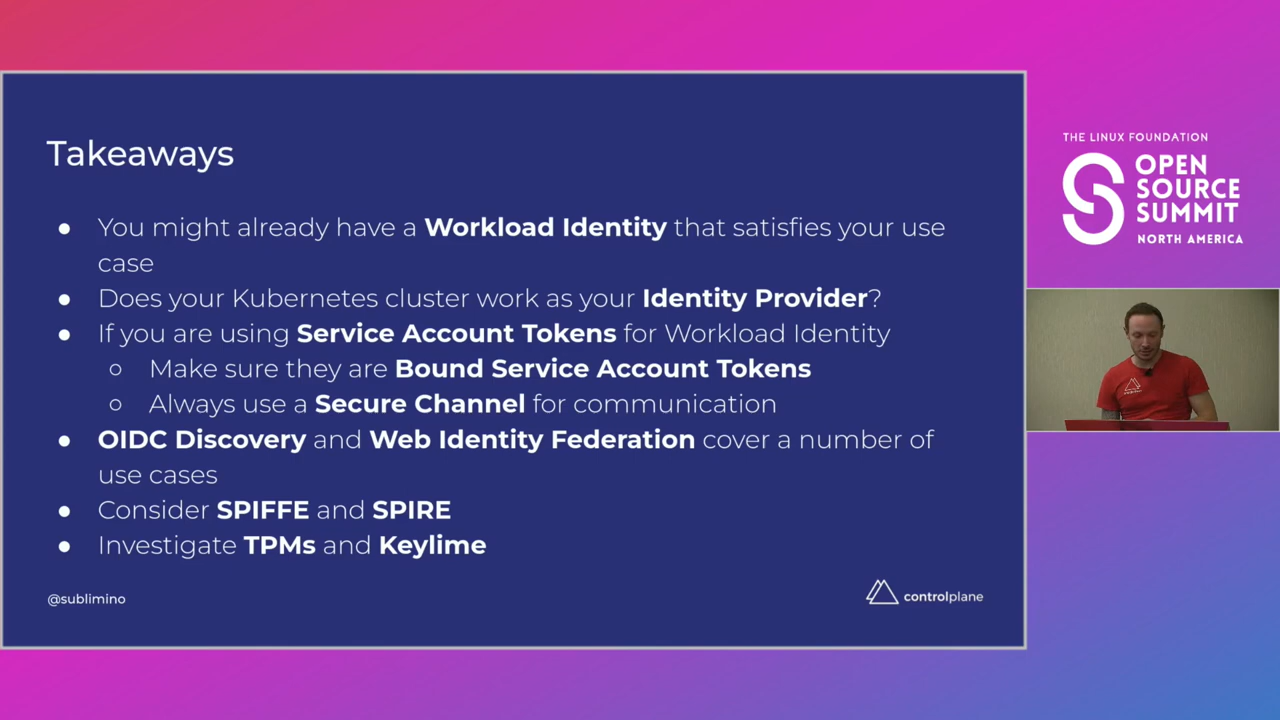 Takeaways
● You might already have a Workload Identity that satisfies your use
case
● Does your Kubernetes cluster work as your Identity Provider?
● If you are using Service Account Tokens for Workload Identity
○ Make sure they are Bound Service Account Tokens
○ Always use a Secure Channel for communication
● OIDC Discovery and Web Identity Federation cover a number of
use cases
● Consider SPIFFE and SPIRE
● Investigate TPMs and Keylime
@sublimino
controlplane
THE LINUX FOUNDATION
OPEN
SOURCE
SUMMIT
NORTH AMERICA